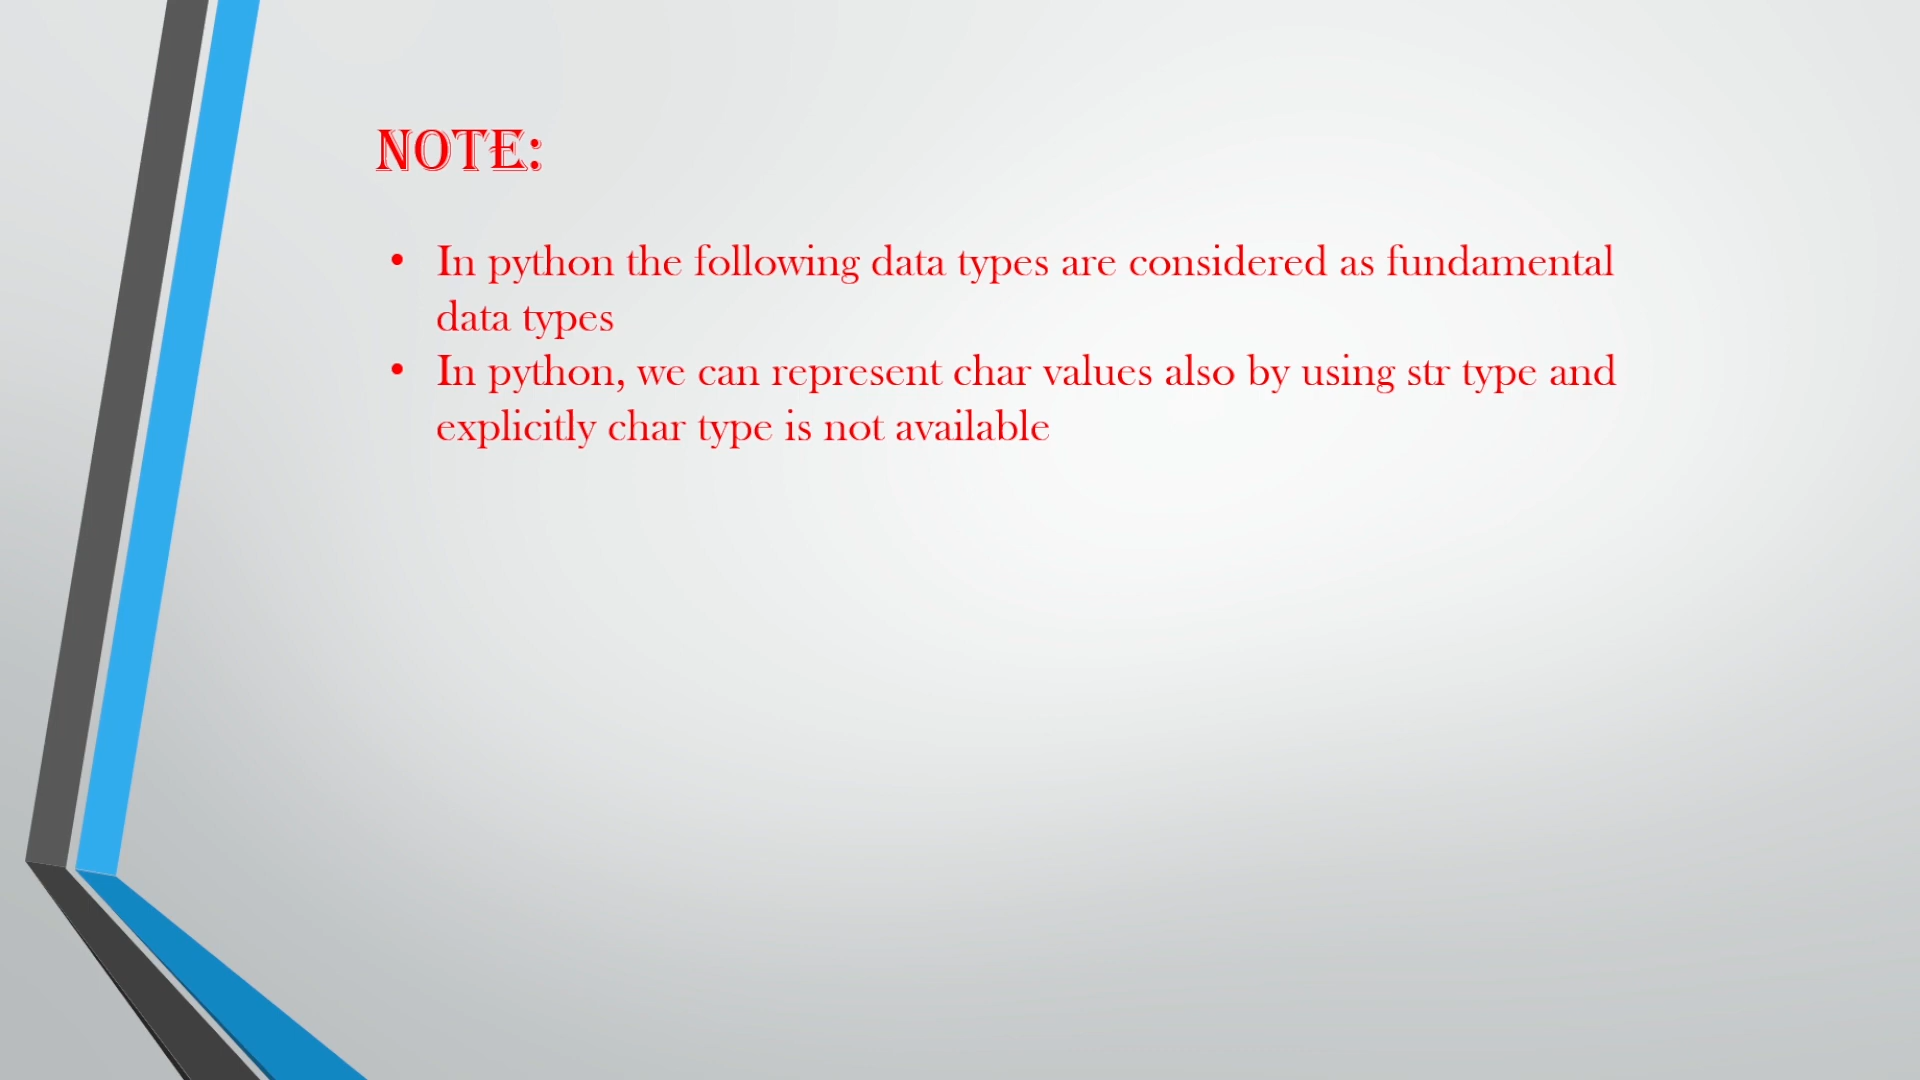 NOTE:
• In python the following data types are considered as fundamental
data types
• In python, we can represent char values also by using str type and
explicitly char type is not available